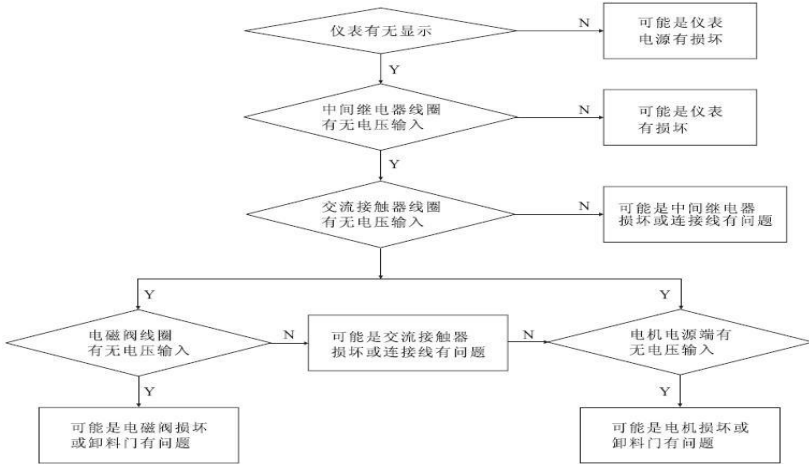 仪表有无显示
N
可能是仪表
电源有损坏
Y
中间继电器线圈
有无电压输入
N
可能是仪表
有损坏
Y
交流接触器线圈
有无电压输入
N
可能是中间继电器
损坏或连接线有问题
Y
Y
电磁阀线圈
有无电压输入
N
可能是交流接触器
损坏或连接线有问题
N
电机电源端有
无电压输入
Y
Y
可能是电磁阀损坏
或卸料门有问题
可能是电机损坏或
卸料门有问题